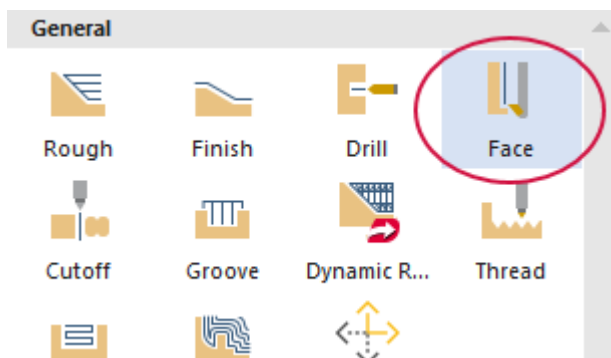 General
Rough Finish Drill Face
Cutoff Groove Dynamic R... Thread